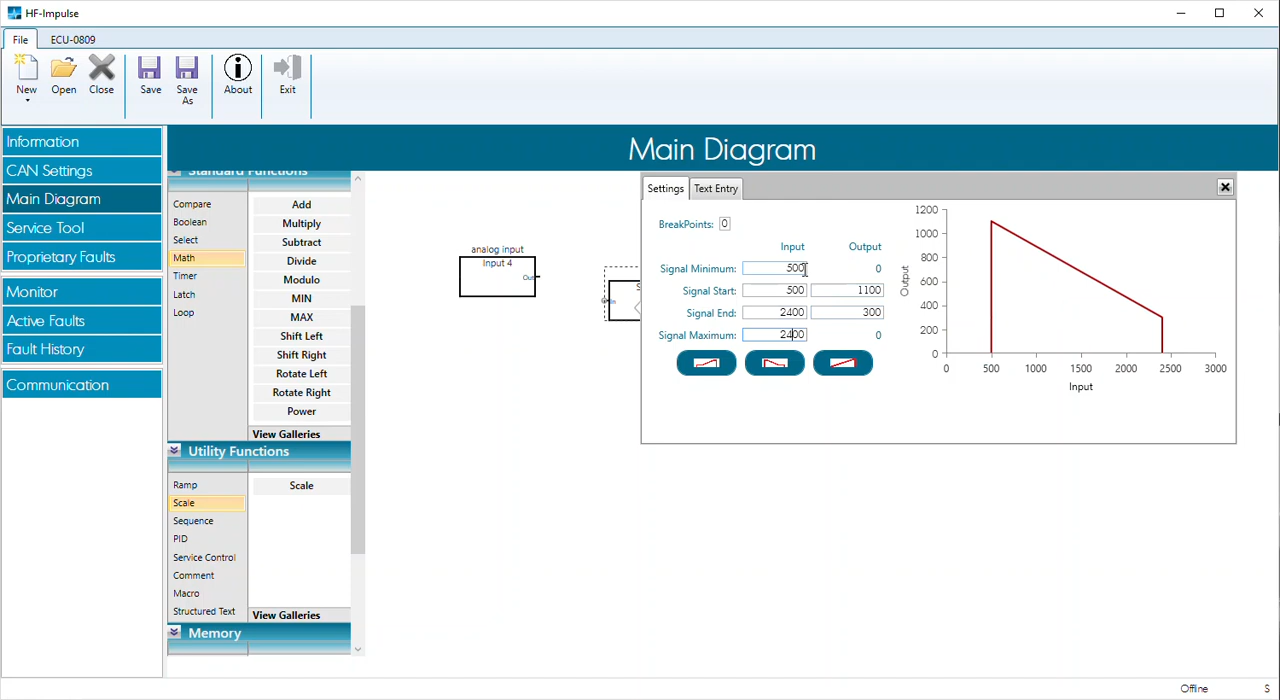 HF-Impulse
File ECU-0809
New Open Close Save Save As About Exit
Information
CAN Settings
Main Diagram
Service Tool
Proprietary Faults
Monitor
Active Faults
Fault History
Communication
Main Diagram
Standard Functions
Compare
Boolean
Select
Math
Timer
Latch
Loop
Add
Multiply
Subtract
Divide
Modulo
MIN
MAX
Shift Left
Shift Right
Rotate Left
Rotate Right
Power
View Galleries
Utility Functions
Ramp
Scale
Sequence
PID
Service Control
Comment
Macro
Structured Text
Scale
View Galleries
Memory
analog input
Input 4
Out
In
Settings Text Entry
BreakPoints: 0
Input Output
Signal Minimum: 500 0
Signal Start: 500 1100
Signal End: 2400 300
Signal Maximum: 2400 0
1200
1000
800
600
400
200
0
Output
0 500 1000 1500 2000 2500 3000
Input
Offline S